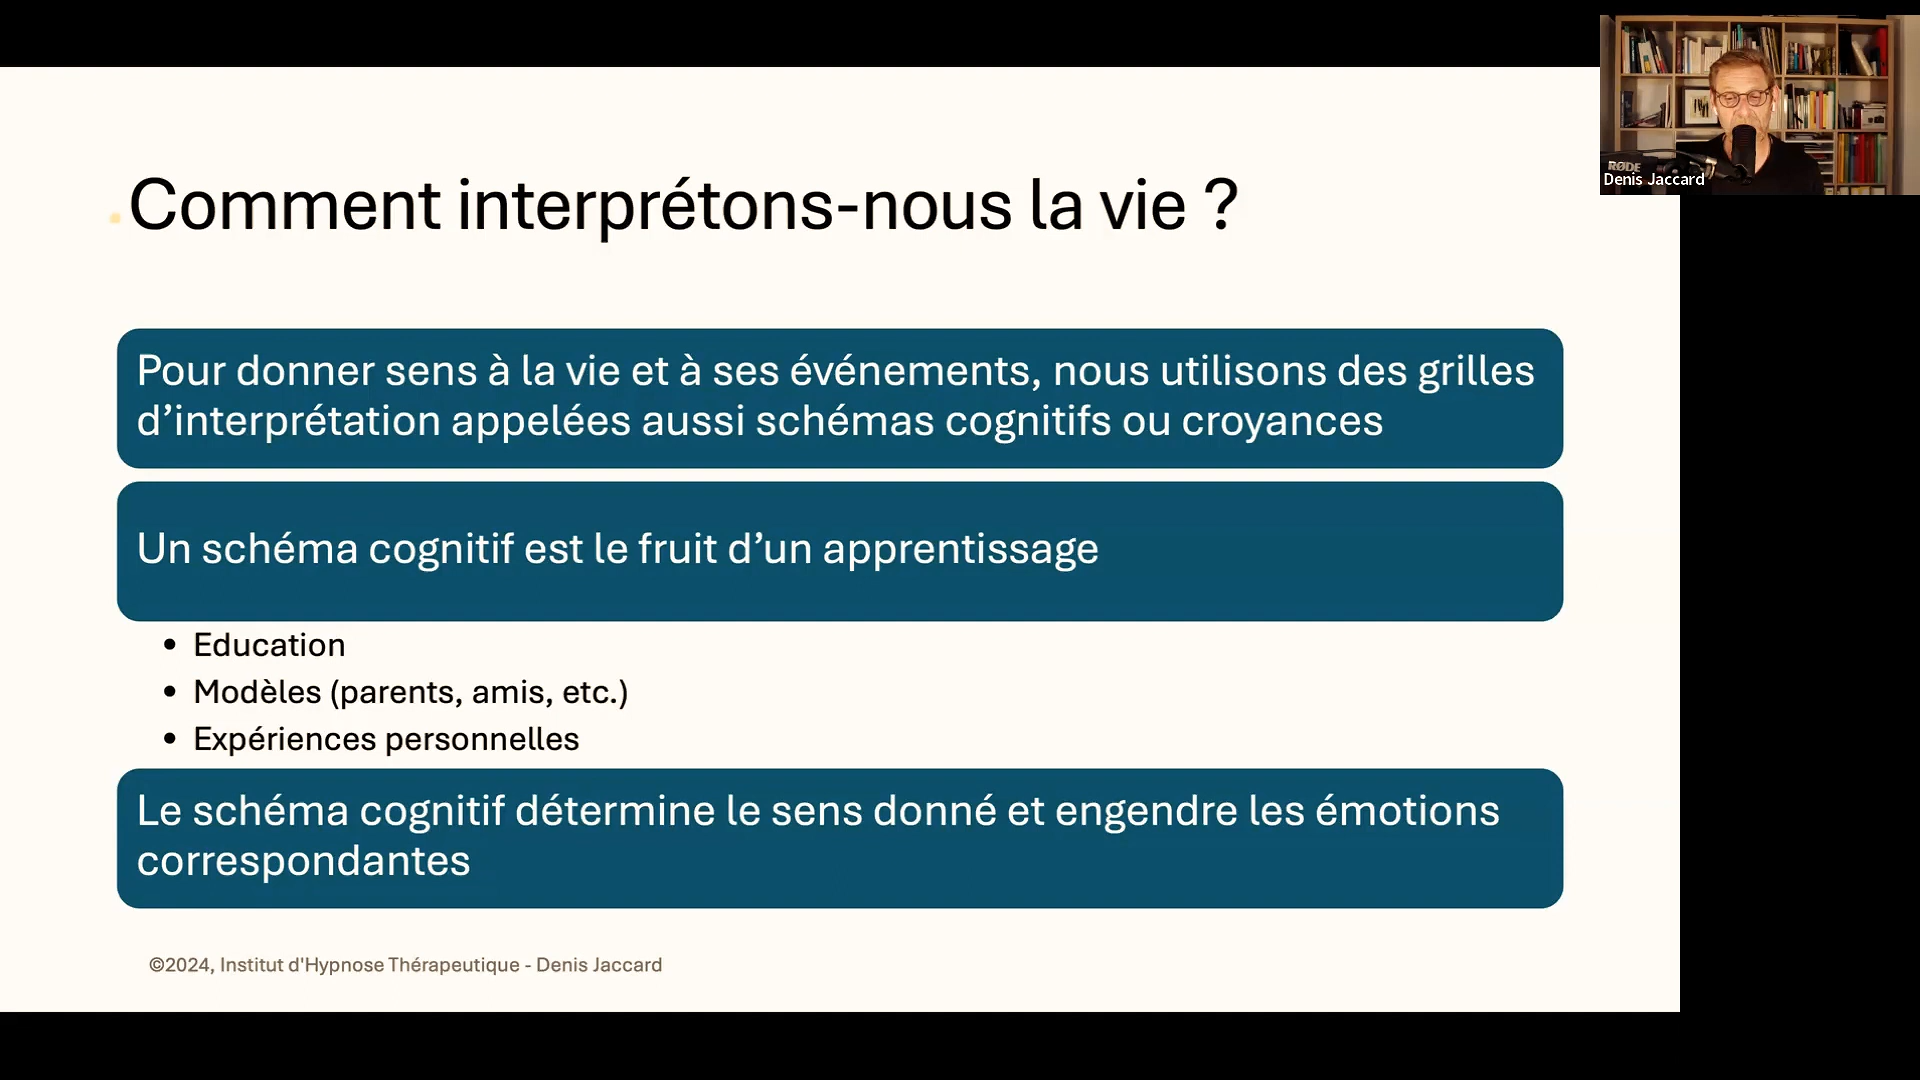 RØDE
Denis Jaccard
Comment interprétons-nous la vie ?
Pour donner sens à la vie et à ses événements, nous utilisons des grilles
d’interprétation appelées aussi schémas cognitifs ou croyances
Un schéma cognitif est le fruit d’un apprentissage
• Education
• Modèles (parents, amis, etc.)
• Expériences personnelles
Le schéma cognitif détermine le sens donné et engendre les émotions
correspondantes
©2024, Institut d'Hypnose Thérapeutique - Denis Jaccard